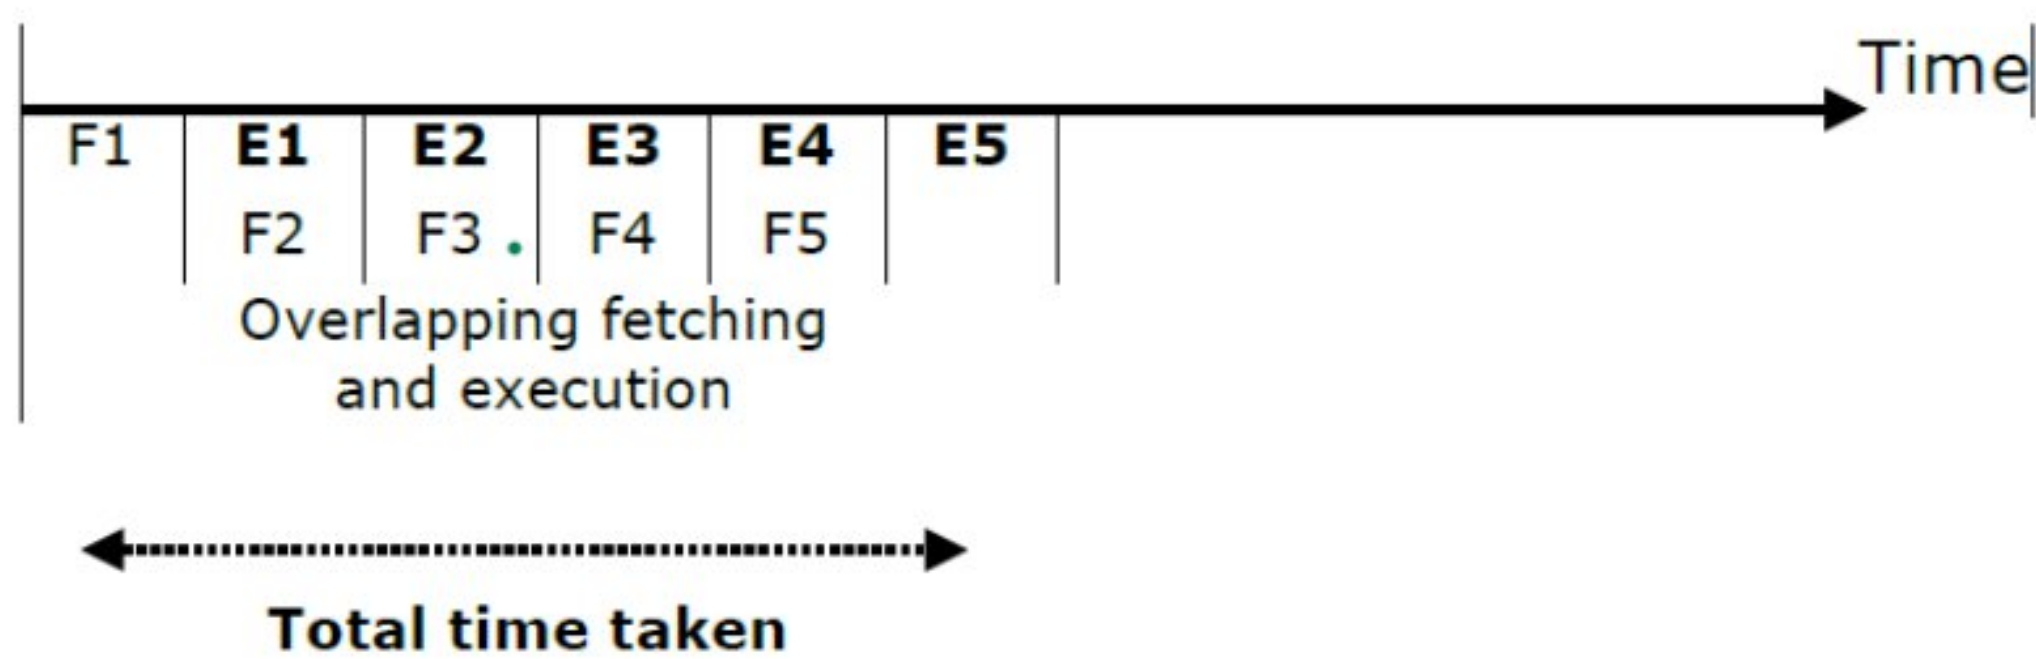 Time
F1 E1 E2 E3 E4 E5
F2 F3 . F4 F5
Overlapping fetching
and execution
Total time taken